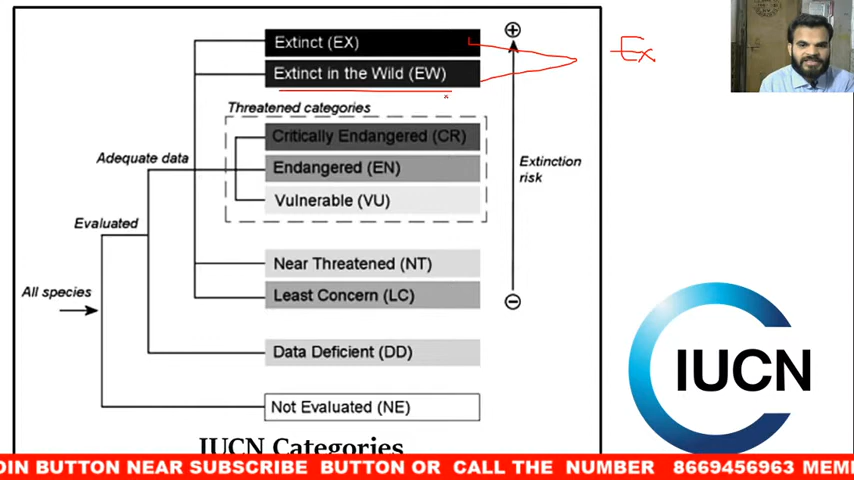 Extinct (EX)
Ex
Extinct in the Wild (EW)
Threatened categories
Critically Endangered (CR)
Adequate data
Endangered (EN)
Extinction
risk
Vulnerable (VU)
Evaluated
Near Threatened (NT)
All species
Least Concern (LC)
Data Deficient (DD)
IUCN
Not Evaluated (NE)
IUCN Categories
OIN BUTTON NEAR SUBSCRIBE BUTTON OR CALL THE NUMBER 8669456963 MEM